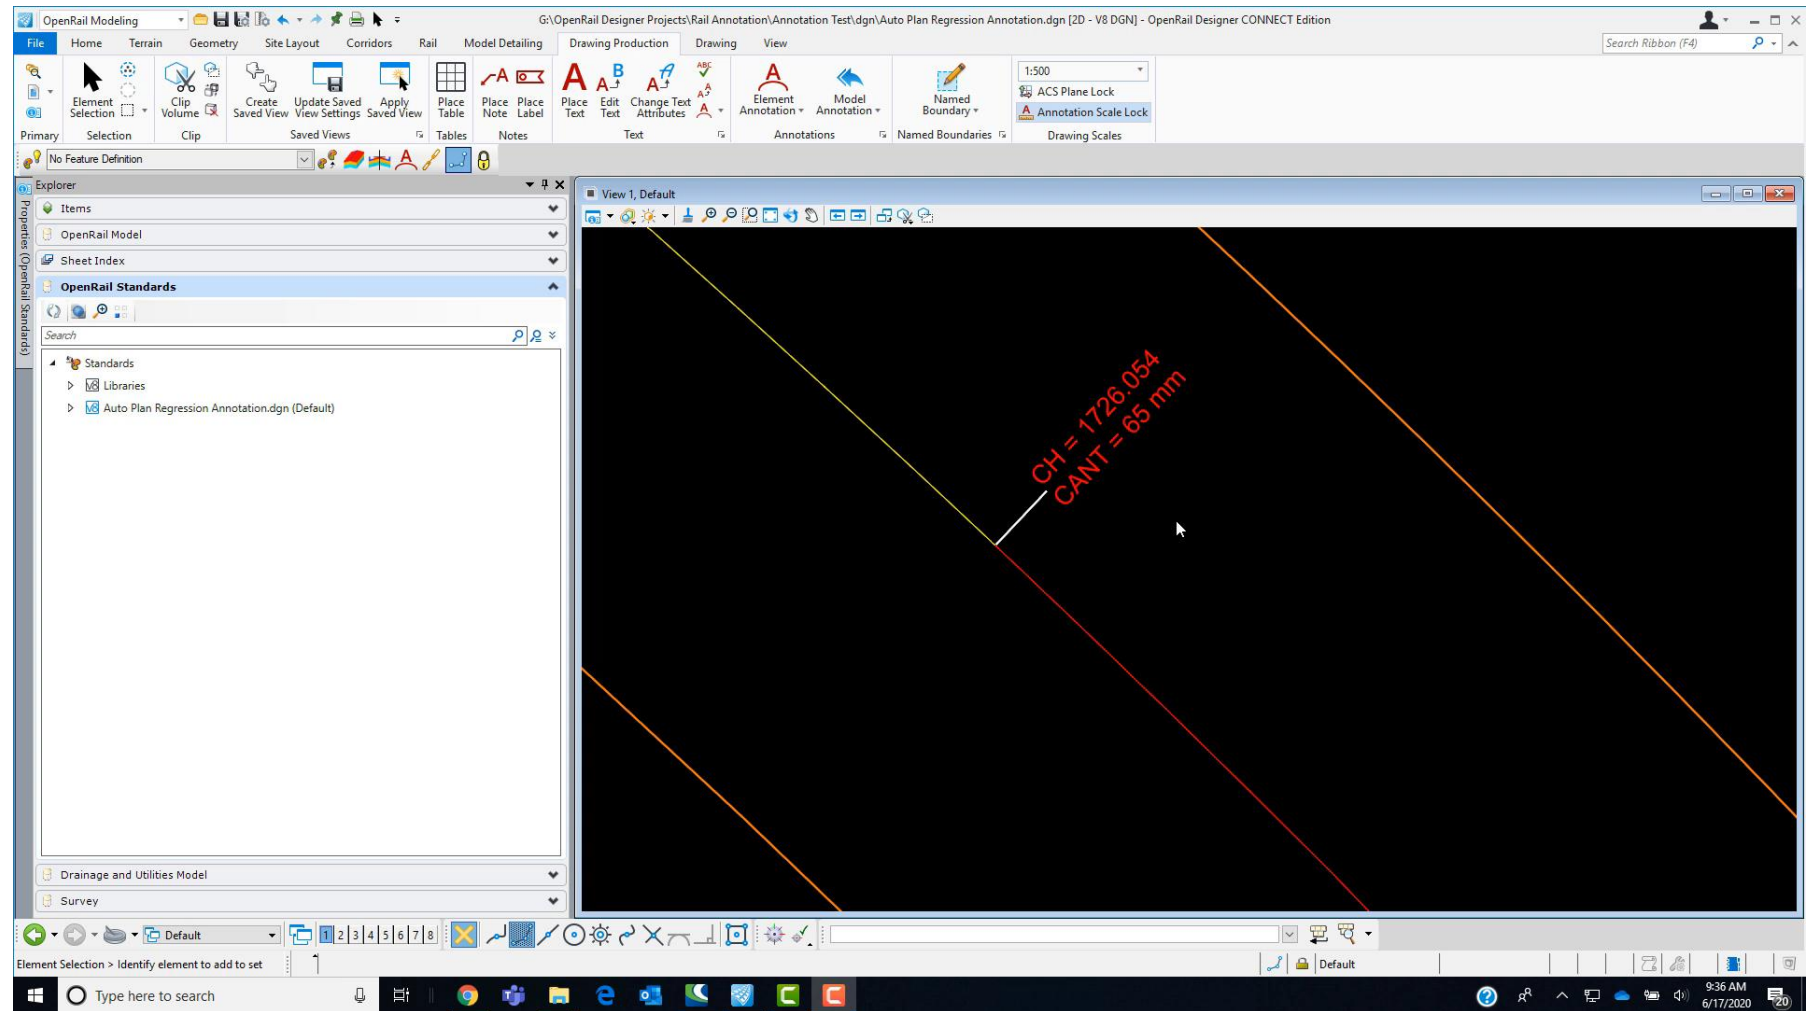 OpenRail Modeling
G:\OpenRail Designer Projects\Rail Annotation\Annotation Test\dgn\Auto Plan Regression Annotation.dgn [2D - V8 DGN] - OpenRail Designer CONNECT Edition
File Home Terrain Geometry Site Layout Corridors Rail Model Detailing Drawing Production Drawing View
Search Ribbon (F4)
Element Selection
Clip Volume
Create Saved View
Update Saved View Settings
Apply Saved View
Place Table
Place Note
Place Label
Place Text
Edit Text
Change Text Attributes
ABC
Element Annotation
Model Annotation
Named Boundary
1:500
ACS Plane Lock
Annotation Scale Lock
Primary Selection Clip Saved Views Tables Notes Text Annotations Named Boundaries Drawing Scales
No Feature Definition
Explorer
Properties (OpenRail Standards)
Items
OpenRail Model
Sheet Index
OpenRail Standards
Search
Standards
V8 Libraries
V8 Auto Plan Regression Annotation.dgn (Default)
Drainage and Utilities Model
Survey
View 1, Default
CH = 1726.054
CANT = 65 mm
Default
1 2 3 4 5 6 7 8
Element Selection > Identify element to add to set
Default
Type here to search
9:36 AM
6/17/2020
20